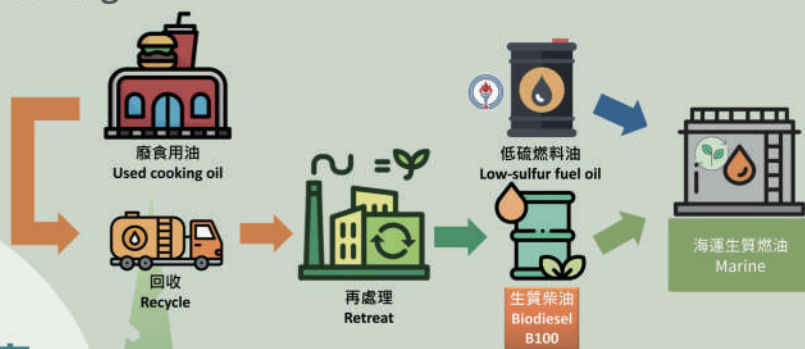 廢食用油
Used cooking oil
低硫燃料油
Low-sulfur fuel oil
回收
Recycle
再處理
Retreat
生質柴油
Biodiesel
B100
海運生質燃油
Marine